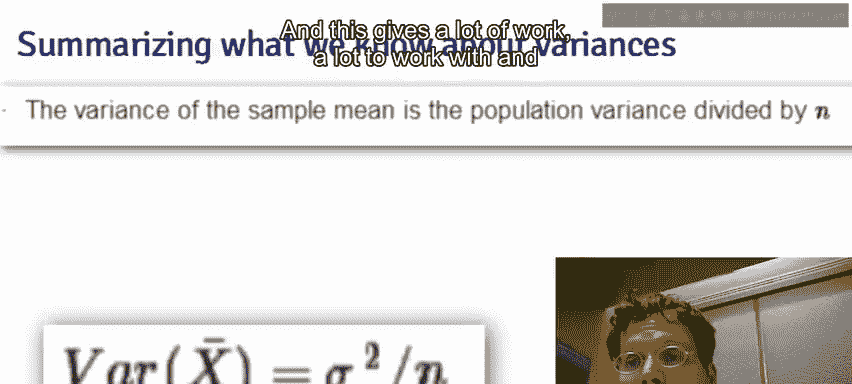 Summarizing what we know about variances
And this gives a lot of work,
a lot to work with and
· The variance of the sample mean is the population variance divided by n
Var(X̄) = σ²/n